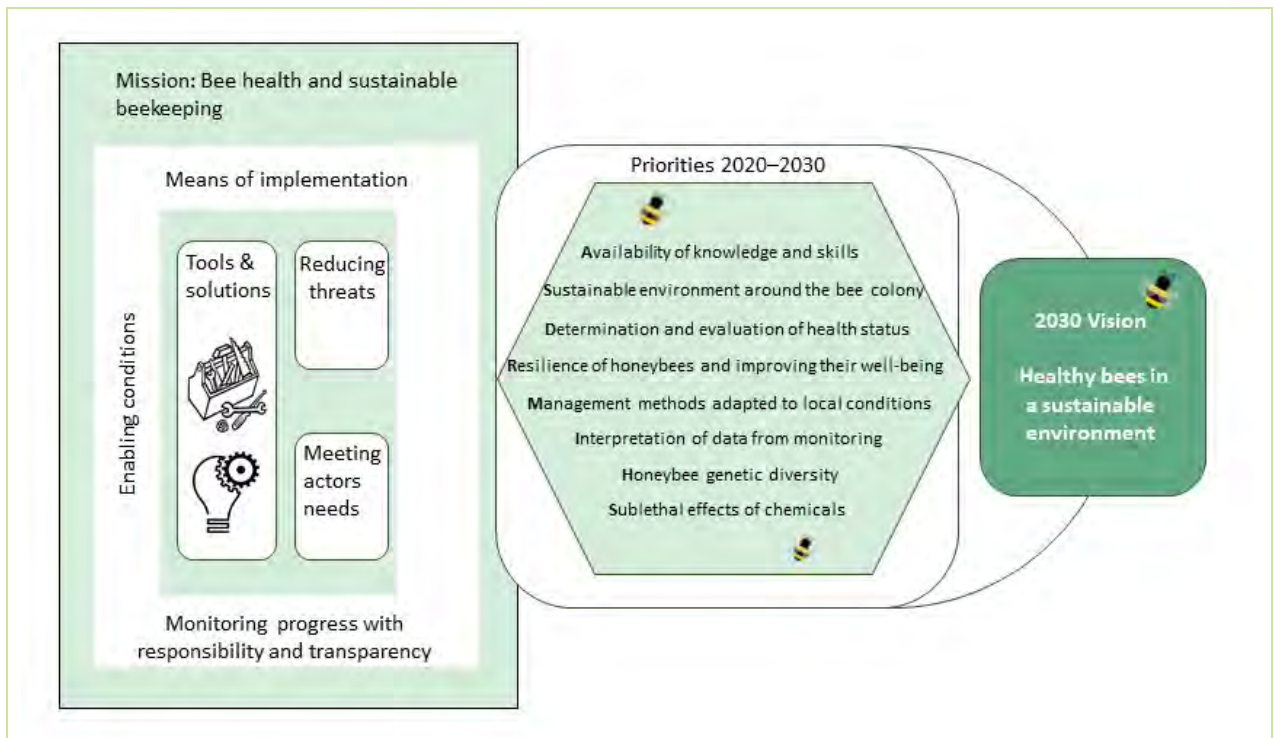 Mission: Bee health and sustainable
beekeeping
Means of implementation
Enabling conditions
Tools &
solutions
Reducing
threats
Meeting
actors
needs
Monitoring progress with
responsibility and transparency
Priorities 2020–2030
Availability of knowledge and skills
Sustainable environment around the bee colony
Determination and evaluation of health status
Resilience of honeybees and improving their well-being
Management methods adapted to local conditions
Interpretation of data from monitoring
Honeybee genetic diversity
Sublethal effects of chemicals
2030 Vision
Healthy bees in
a sustainable
environment